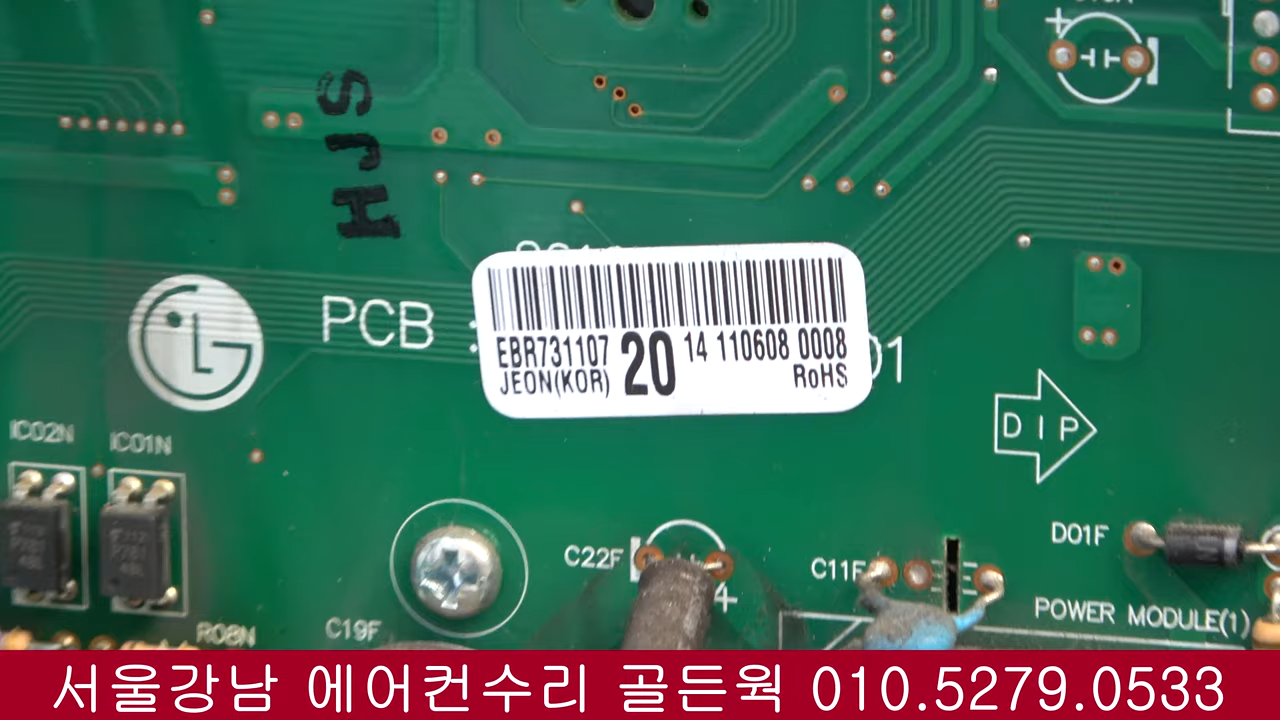 HJS
PCB :
EBR731107 20 14 110608 0008
JEON(KOR) RoHS
01
DIP
IC02N
IC01N
D01F
C22F
C11F
POWER MODULE(1)
R08N
C19F
서울강남 에어컨수리 골든웍 010.5279.0533